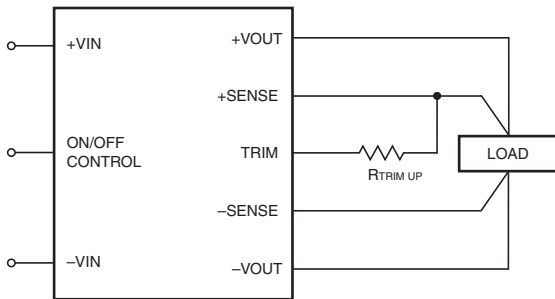 +VIN
+VOUT
+SENSE
ON/OFF
CONTROL
TRIM
LOAD
RTRIM UP
–SENSE
–VIN
–VOUT